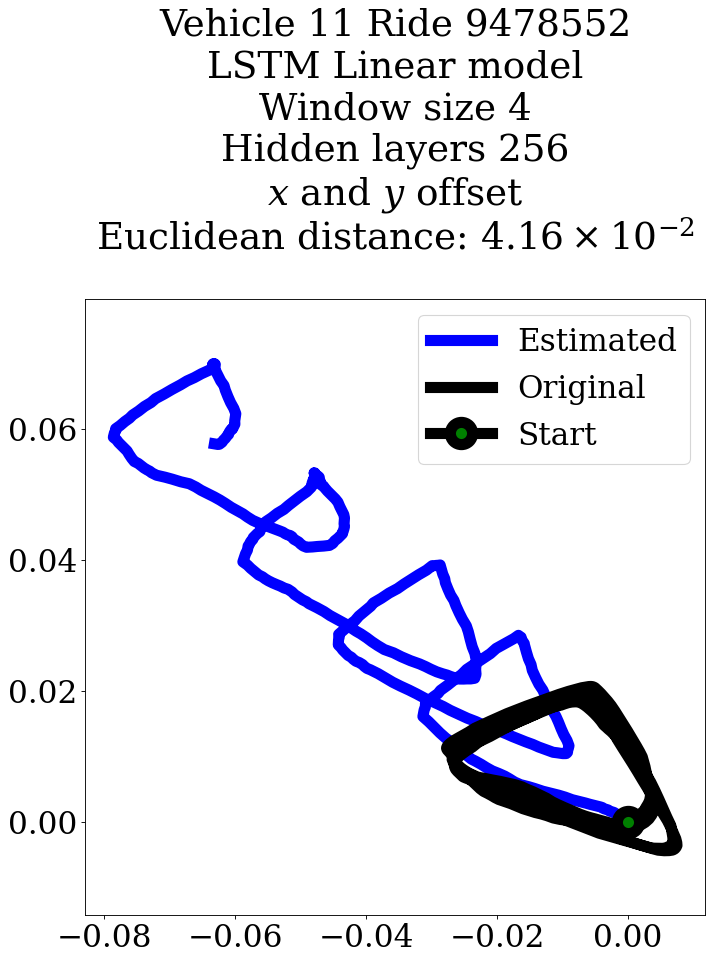 Vehicle 11 Ride 9478552
LSTM Linear model
Window size 4
Hidden layers 256
x and y offset
Euclidean distance: 4.16 × 10⁻²
Estimated
Original
Start
0.06
0.04
0.02
0.00
−0.08 −0.06 −0.04 −0.02 0.00